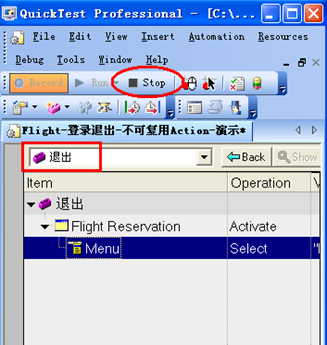 QuickTest Professional - [C:\...
File Edit View Insert Automation Resources
Debug Tools Window Help
Record Run Stop
Flight-登录退出-不可复用Action-演示*
退出 Back Show
Item Operation V
退出
Flight Reservation Activate
Menu Select "